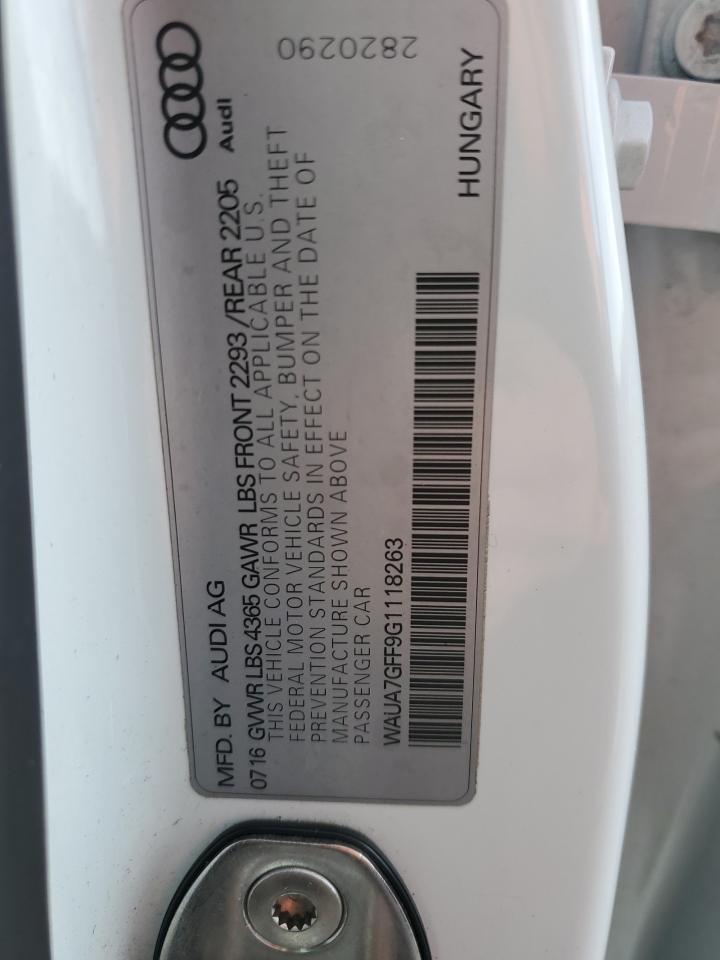 MFD. BY AUDI AG
Audi
0716 GVWR LBS 4365 GAWR LBS FRONT 2293 /REAR 2205
THIS VEHICLE CONFORMS TO ALL APPLICABLE U.S.
FEDERAL MOTOR VEHICLE SAFETY, BUMPER AND THEFT
PREVENTION STANDARDS IN EFFECT ON THE DATE OF
MANUFACTURE SHOWN ABOVE
PASSENGER CAR
WAUA7GFF9G1118263
HUNGARY
2820290